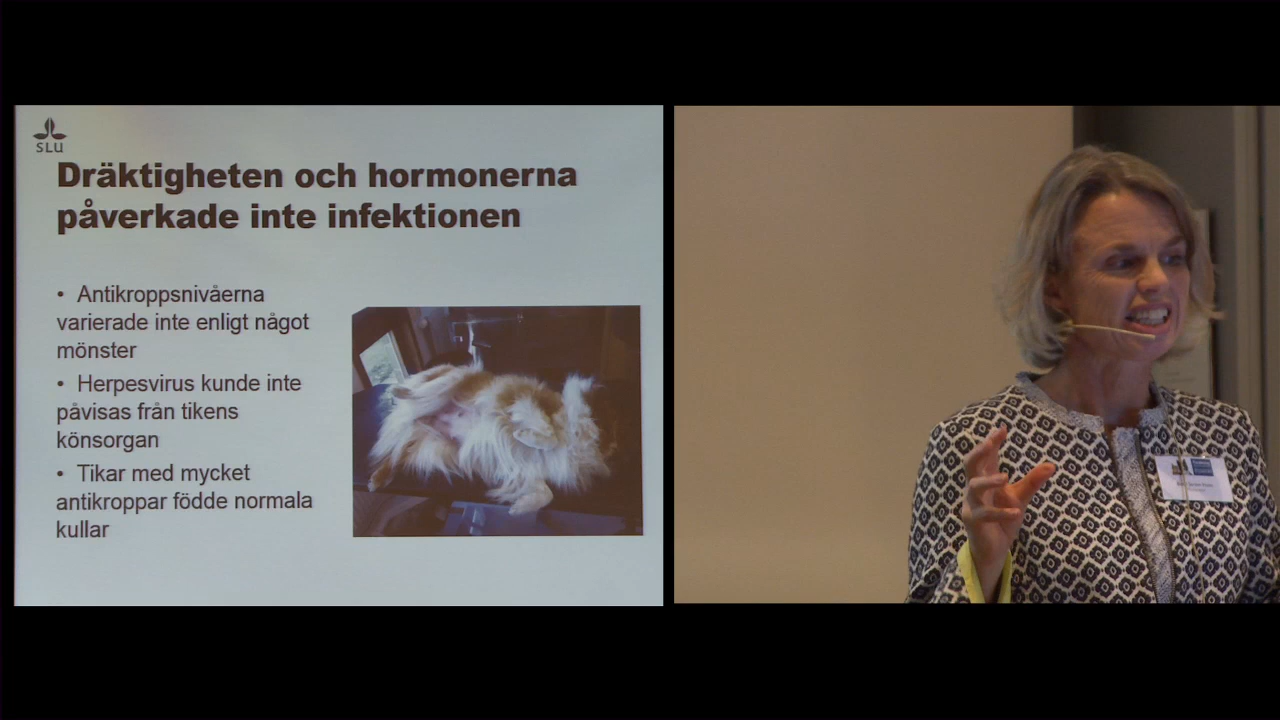 SLU
Dräktigheten och hormonerna
påverkade inte infektionen
• Antikroppsnivåerna
varierade inte enligt något
mönster
• Herpesvirus kunde inte
påvisas från tikens
könsorgan
• Tikar med mycket
antikroppar födde normala
kullar